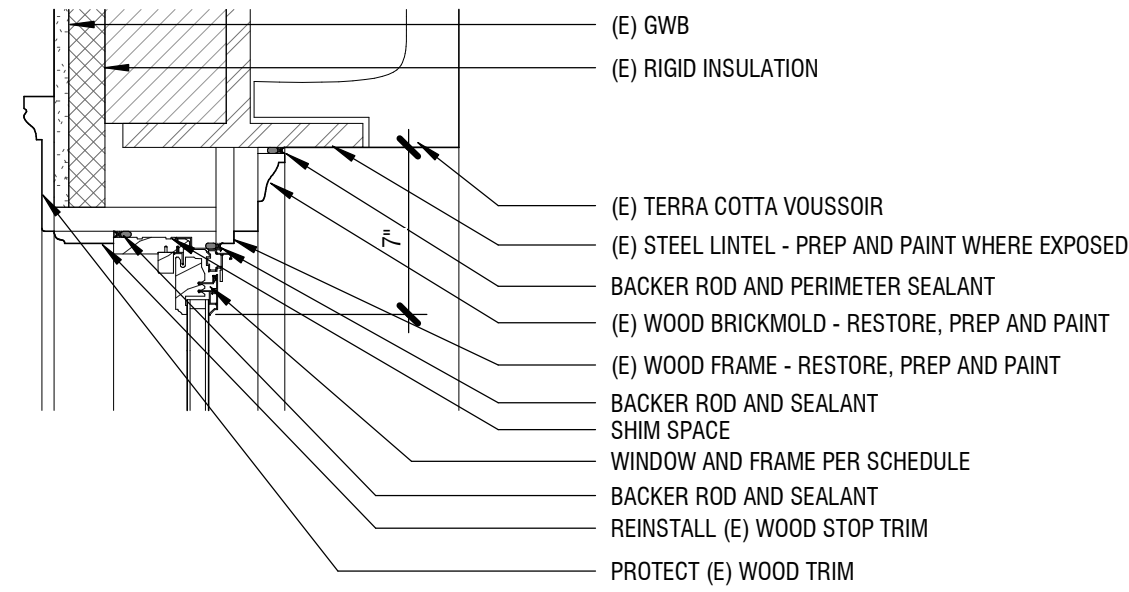 (E) GWB
(E) RIGID INSULATION
(E) TERRA COTTA VOUSSOIR
(E) STEEL LINTEL - PREP AND PAINT WHERE EXPOSED
7"
BACKER ROD AND PERIMETER SEALANT
(E) WOOD BRICKMOLD - RESTORE, PREP AND PAINT
(E) WOOD FRAME - RESTORE, PREP AND PAINT
BACKER ROD AND SEALANT
SHIM SPACE
WINDOW AND FRAME PER SCHEDULE
BACKER ROD AND SEALANT
REINSTALL (E) WOOD STOP TRIM
PROTECT (E) WOOD TRIM